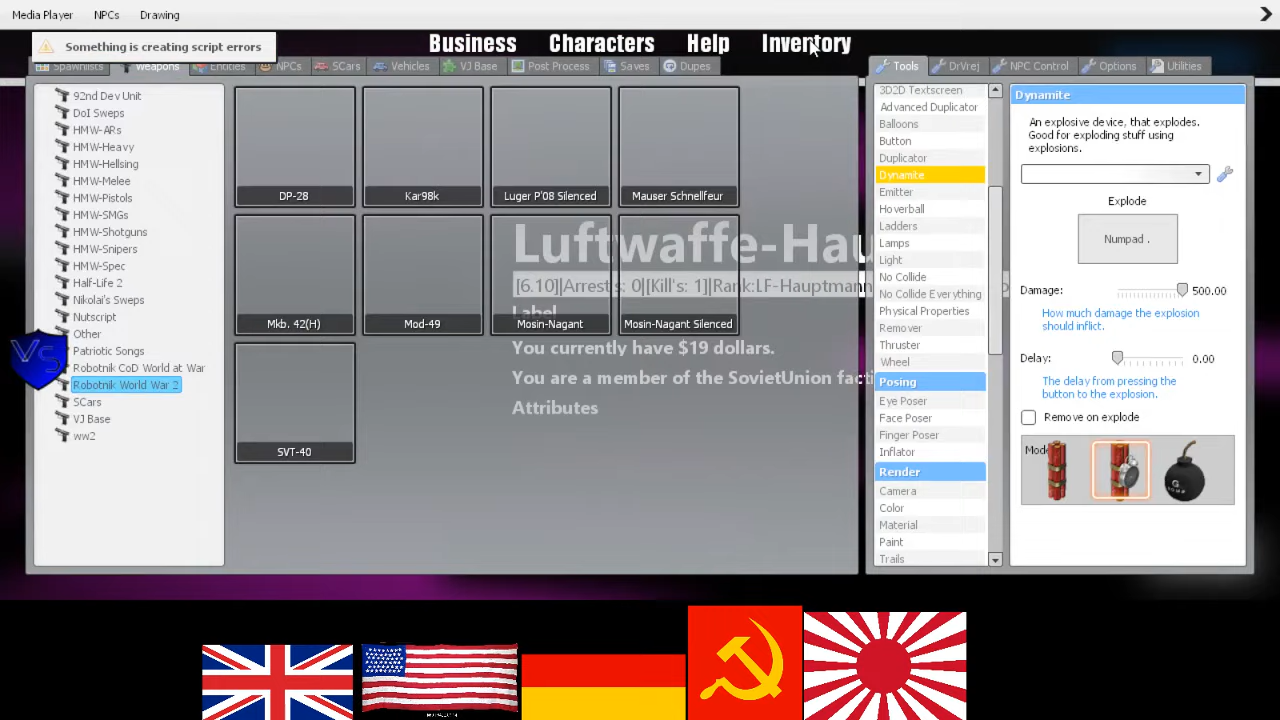 Media Player NPCs Drawing
Something is creating script errors
Business Characters Help Inventory
Spawnlists Weapons Entities NPCs SCars Vehicles VJ Base Post Process Saves Dupes
92nd Dev Unit
DoI Sweps
HMW-ARs
HMW-Heavy
HMW-Hellsing
HMW-Melee
HMW-Pistols
HMW-SMGs
HMW-Shotguns
HMW-Snipers
HMW-Spec
Half-Life 2
Nikolai's Sweps
Nutscript
Other
Patriotic Songs
Robotnik CoD World at War
Robotnik World War 2
SCars
VJ Base
ww2
VS
DP-28 Kar98k Luger P'08 Silenced Mauser Schnellfeur
Mkb. 42(H) Mod-49 Mosin-Nagant Mosin-Nagant Silenced
SVT-40
Luftwaffe-Hau
[6.10]|Arrest's: 0|[Kill's: 1]|Rank:LF-Hauptmann
Label
You currently have $19 dollars.
You are a member of the SovietUnion facti
Attributes
Tools DrVrej NPC Control Options Utilities
3D2D Textscreen
Advanced Duplicator
Balloons
Button
Duplicator
Dynamite
Emitter
Hoverball
Ladders
Lamps
Light
No Collide
No Collide Everything
Physical Properties
Remover
Thruster
Wheel
Posing
Eye Poser
Face Poser
Finger Poser
Inflator
Render
Camera
Color
Material
Paint
Trails
Dynamite
An explosive device, that explodes.
Good for exploding stuff using
explosions.
Explode
Numpad .
Damage: 500.00
How much damage the explosion
should inflict.
Delay: 0.00
The delay from pressing the
button to the explosion.
Remove on explode
Mode